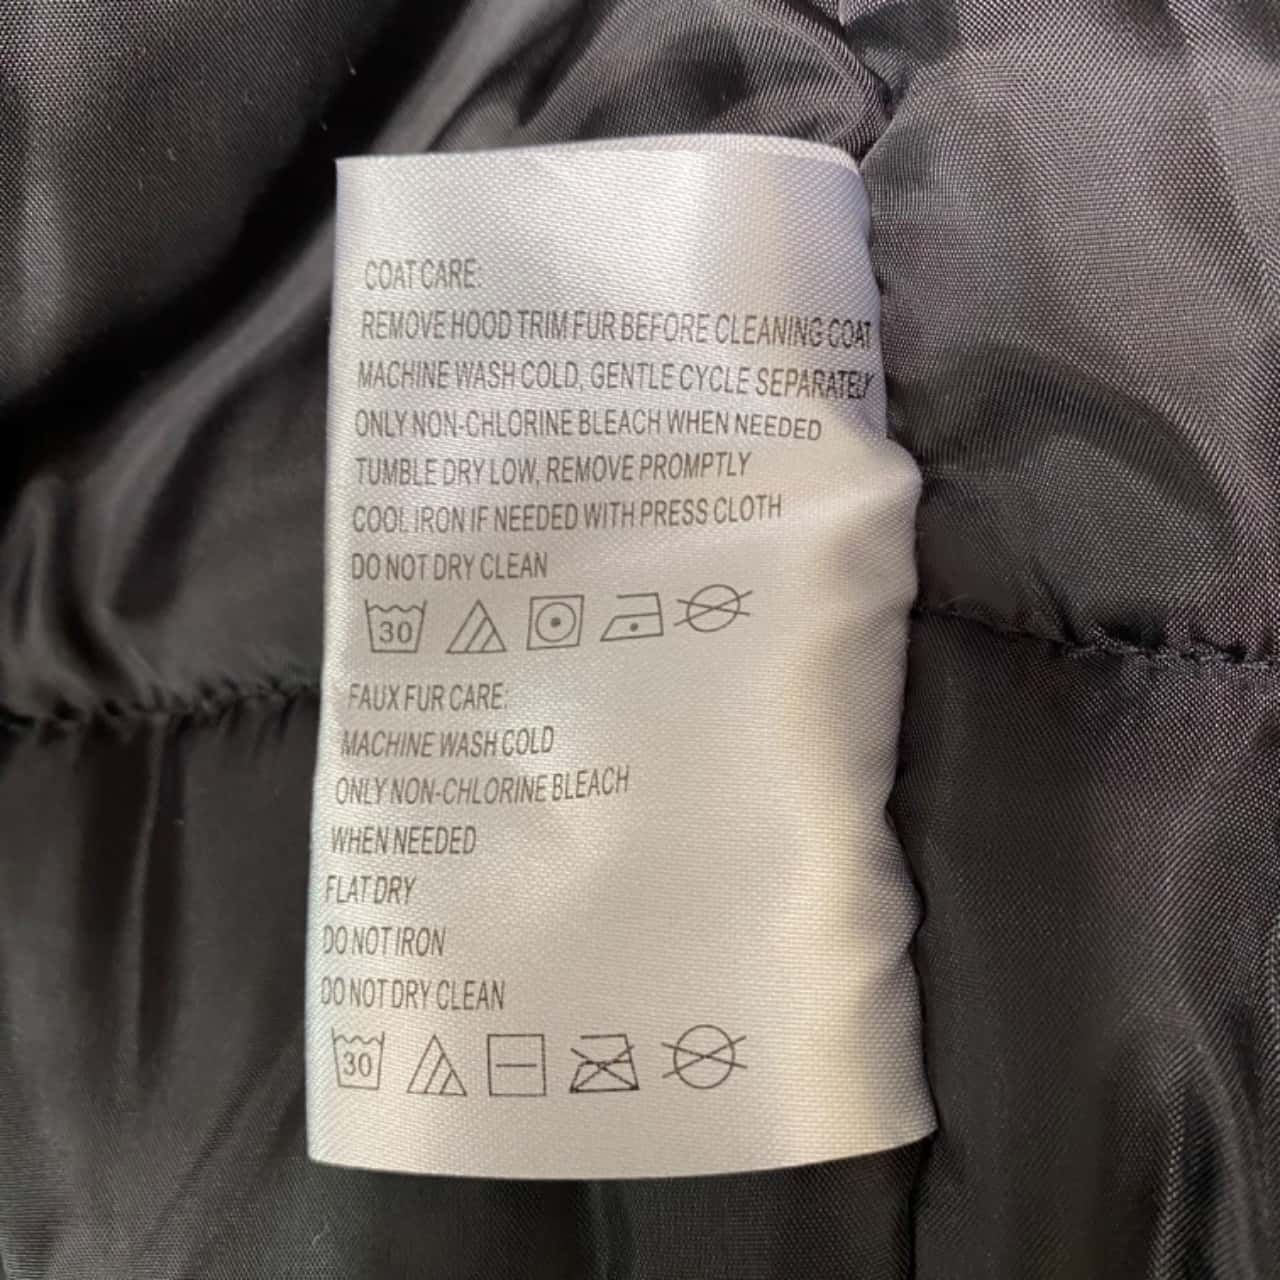 COAT CARE:
REMOVE HOOD TRIM FUR BEFORE CLEANING COAT
MACHINE WASH COLD, GENTLE CYCLE SEPARATELY
ONLY NON-CHLORINE BLEACH WHEN NEEDED
TUMBLE DRY LOW, REMOVE PROMPTLY
COOL IRON IF NEEDED WITH PRESS CLOTH
DO NOT DRY CLEAN
30
FAUX FUR CARE:
MACHINE WASH COLD
ONLY NON-CHLORINE BLEACH
WHEN NEEDED
FLAT DRY
DO NOT IRON
DO NOT DRY CLEAN
30